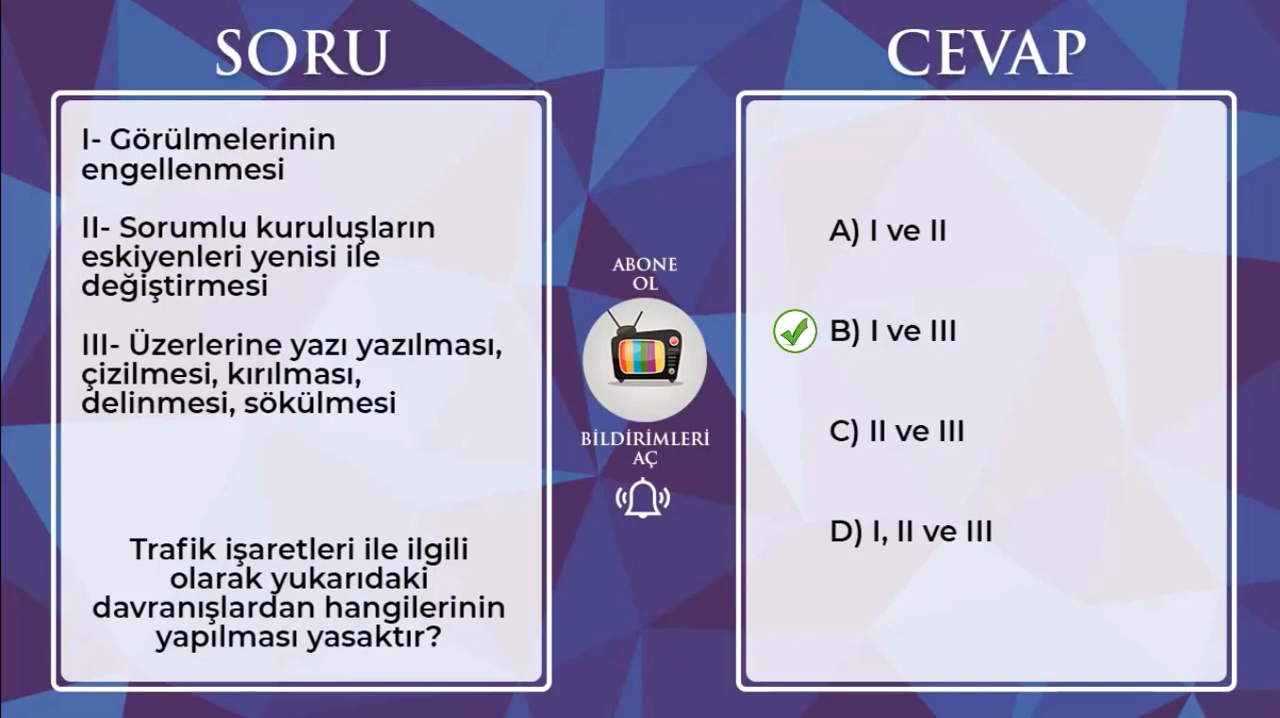 SORU
I- Görülmelerinin
engellenmesi
II- Sorumlu kuruluşların
eskiyenleri yenisi ile
değiştirmesi
III- Üzerlerine yazı yazılması,
çizilmesi, kırılması,
delinmesi, sökülmesi
Trafik işaretleri ile ilgili
olarak yukarıdaki
davranışlardan hangilerinin
yapılması yasaktır?
ABONE
OL
BİLDİRİMLERİ
AÇ
CEVAP
A) I ve II
B) I ve III
C) II ve III
D) I, II ve III